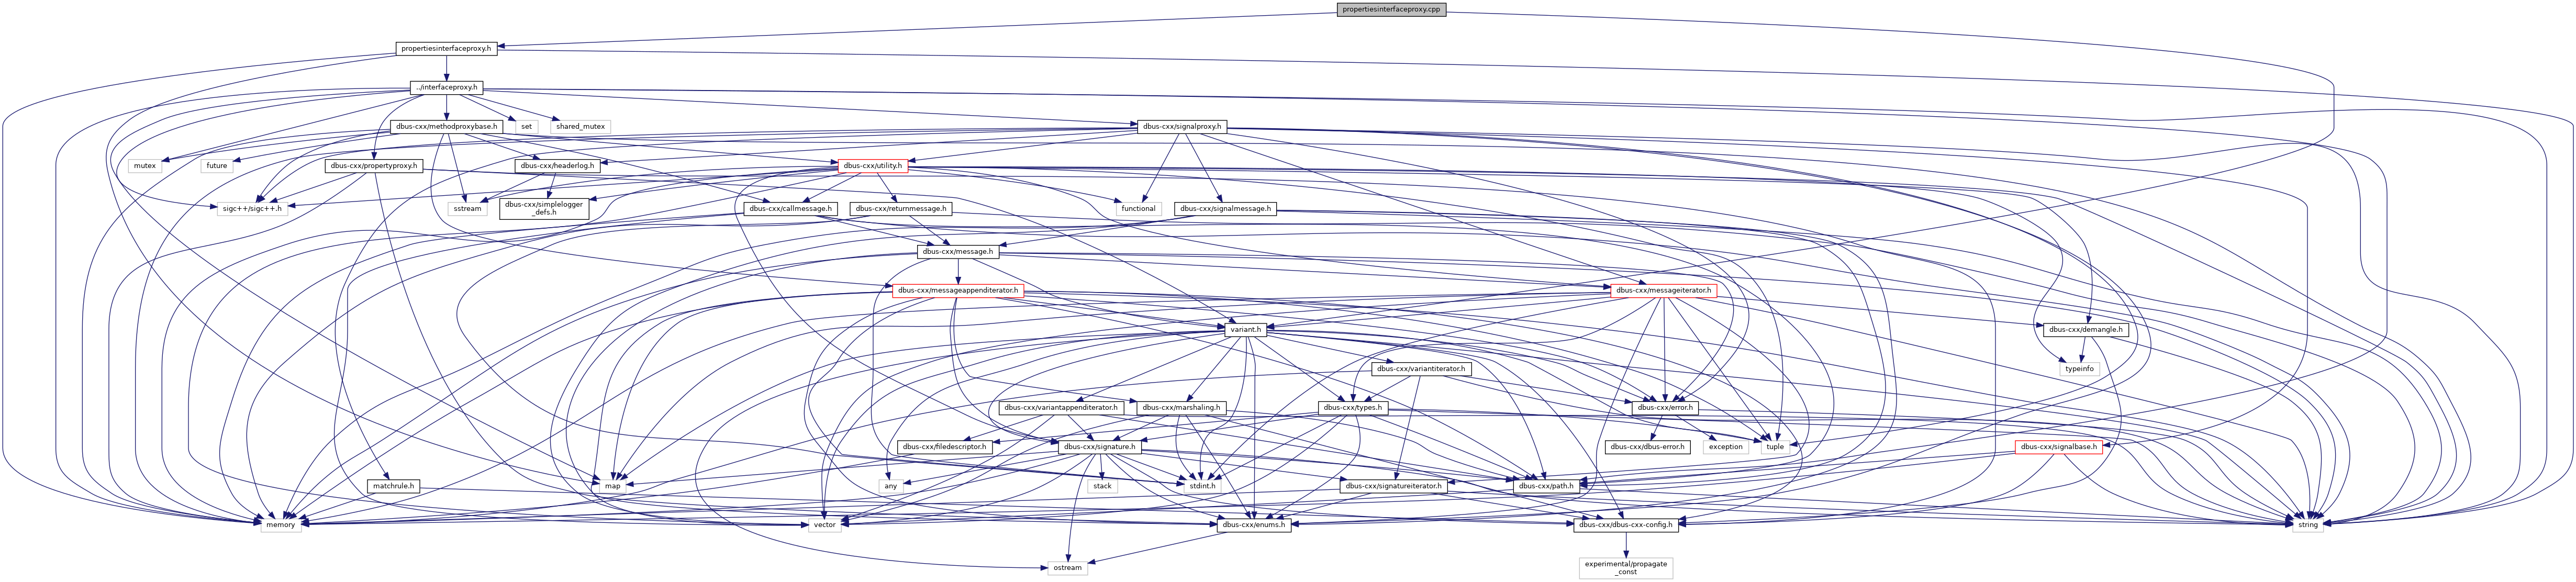 propertiesinterfaceproxy.cpp
propertiesinterfaceproxy.h
../interfaceproxy.h
dbus-cxx/methodproxybase.h
set
shared_mutex
dbus-cxx/signalproxy.h
mutex
future
dbus-cxx/propertyproxy.h
dbus-cxx/headerlog.h
dbus-cxx/utility.h
sigc++/sigc++.h
sstream
dbus-cxx/simplelogger
_defs.h
dbus-cxx/callmessage.h
dbus-cxx/returnmessage.h
functional
dbus-cxx/signalmessage.h
dbus-cxx/message.h
dbus-cxx/messageappenditerator.h
dbus-cxx/messageiterator.h
variant.h
dbus-cxx/demangle.h
dbus-cxx/variantiterator.h
typeinfo
dbus-cxx/variantappenditerator.h
dbus-cxx/marshaling.h
dbus-cxx/types.h
dbus-cxx/error.h
dbus-cxx/filedescriptor.h
dbus-cxx/signature.h
dbus-cxx/dbus-error.h
exception
tuple
dbus-cxx/signalbase.h
matchrule.h
map
any
stack
stdint.h
dbus-cxx/signatureiterator.h
dbus-cxx/path.h
memory
vector
dbus-cxx/enums.h
dbus-cxx/dbus-cxx-config.h
string
ostream
experimental/propagate
_const